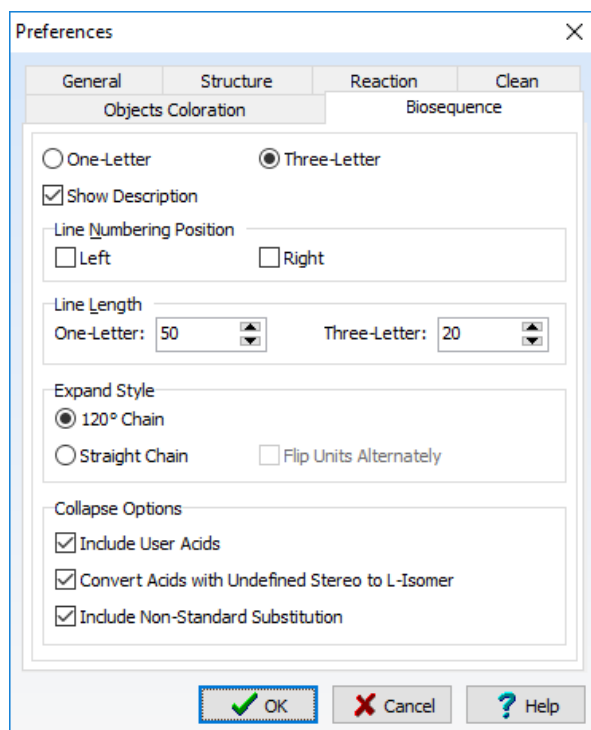 Preferences
General Structure Reaction Clean
Objects Coloration Biosequence
One-Letter Three-Letter
Show Description
Line Numbering Position
Left Right
Line Length
One-Letter: 50 Three-Letter: 20
Expand Style
120° Chain
Straight Chain Flip Units Alternately
Collapse Options
Include User Acids
Convert Acids with Undefined Stereo to L-Isomer
Include Non-Standard Substitution
OK Cancel ? Help